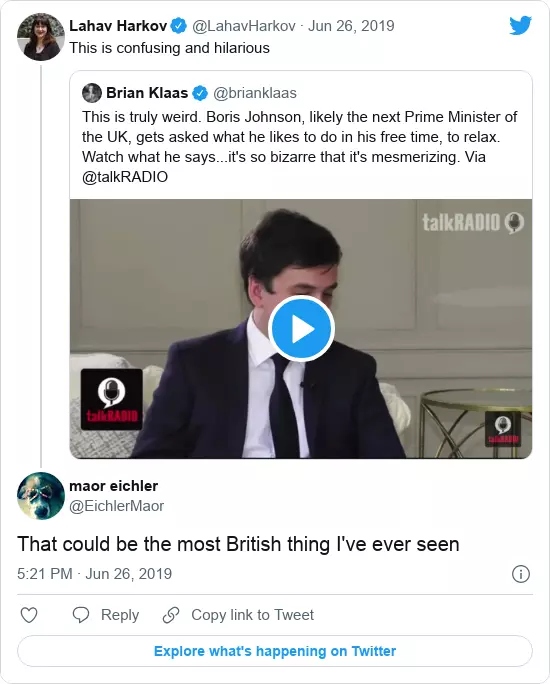 Lahav Harkov @LahavHarkov · Jun 26, 2019
This is confusing and hilarious
Brian Klaas @brianklaas
This is truly weird. Boris Johnson, likely the next Prime Minister of
the UK, gets asked what he likes to do in his free time, to relax.
Watch what he says...it's so bizarre that it's mesmerizing. Via
@talkRADIO
talkRADIO
talkRADIO
talkRADIO
maor eichler
@EichlerMaor
That could be the most British thing I've ever seen
5:21 PM · Jun 26, 2019
Reply Copy link to Tweet
Explore what's happening on Twitter